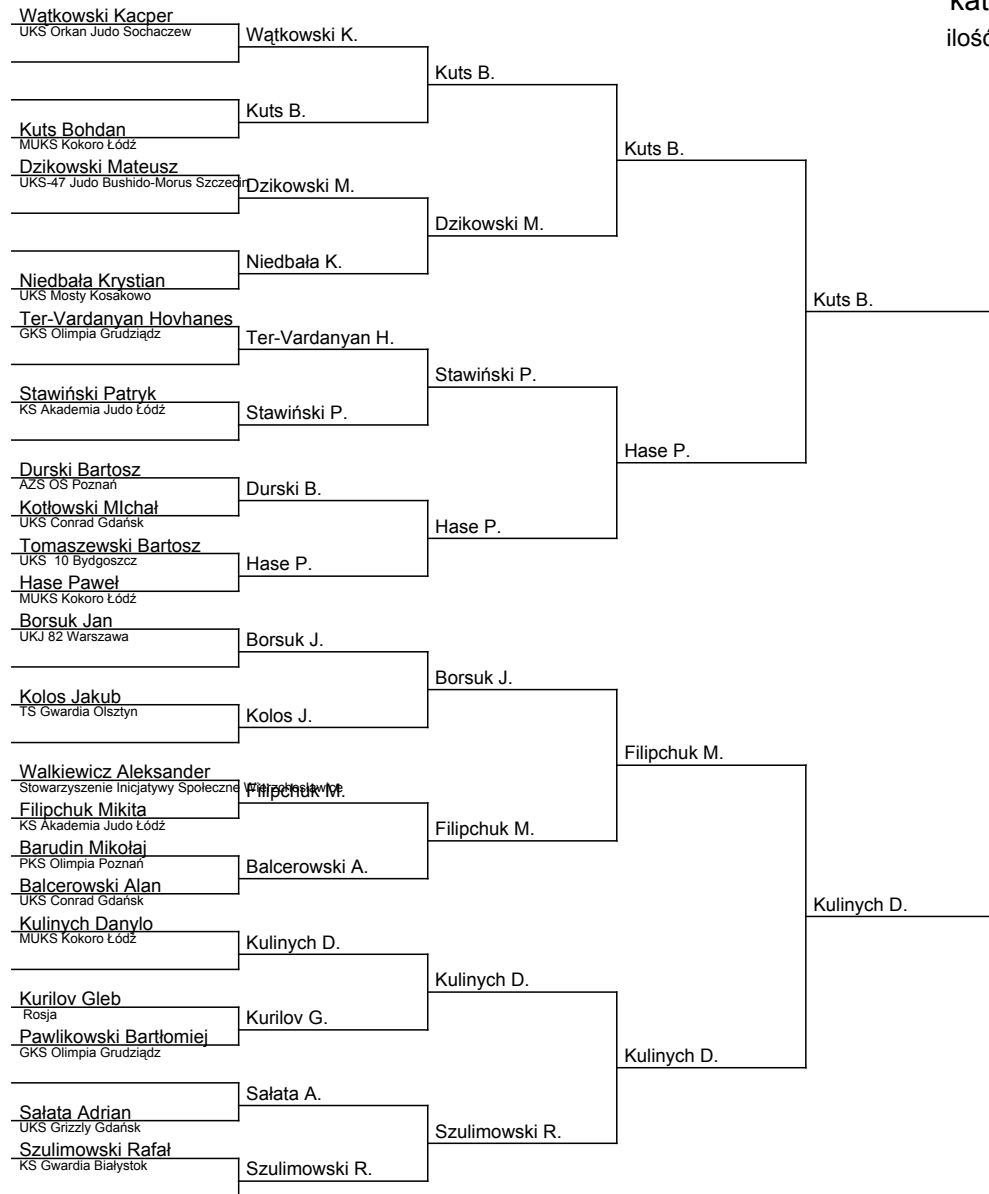 kat
ilość
Wątkowski Kacper
UKS Orkan Judo Sochaczew
Wątkowski K.
Kuts B.
Kuts B.
Kuts Bohdan
MUKS Kokoro Łódź
Kuts B.
Dzikowski Mateusz
UKS-47 Judo Bushido-Morus Szczecin
Dzikowski M.
Dzikowski M.
Niedbała K.
Niedbała Krystian
UKS Mosty Kosakowo
Kuts B.
Ter-Vardanyan Hovhanes
GKS Olimpia Grudziądz
Ter-Vardanyan H.
Stawiński P.
Stawiński Patryk
KS Akademia Judo Łódź
Stawiński P.
Hase P.
Durski Bartosz
AZS OŚ Poznań
Durski B.
Kotłowski MIchał
UKS Conrad Gdańsk
Hase P.
Tomaszewski Bartosz
UKS 10 Bydgoszcz
Hase P.
Hase Paweł
MUKS Kokoro Łódź
Borsuk Jan
UKJ 82 Warszawa
Borsuk J.
Borsuk J.
Kolos Jakub
TS Gwardia Olsztyn
Kolos J.
Filipchuk M.
Walkiewicz Aleksander
Stowarzyszenie Inicjatywy Społeczne Wierzchosławice
Filipchuk M.
Filipchuk Mikita
KS Akademia Judo Łódź
Filipchuk M.
Barudin Mikołaj
PKS Olimpia Poznań
Balcerowski A.
Balcerowski Alan
UKS Conrad Gdańsk
Kulinych D.
Kulinych Danylo
MUKS Kokoro Łódź
Kulinych D.
Kulinych D.
Kurilov Gleb
Rosja
Kurilov G.
Pawlikowski Bartłomiej
GKS Olimpia Grudziądz
Kulinych D.
Sałata A.
Sałata Adrian
UKS Grizzly Gdańsk
Szulimowski R.
Szulimowski Rafał
KS Gwardia Białystok
Szulimowski R.